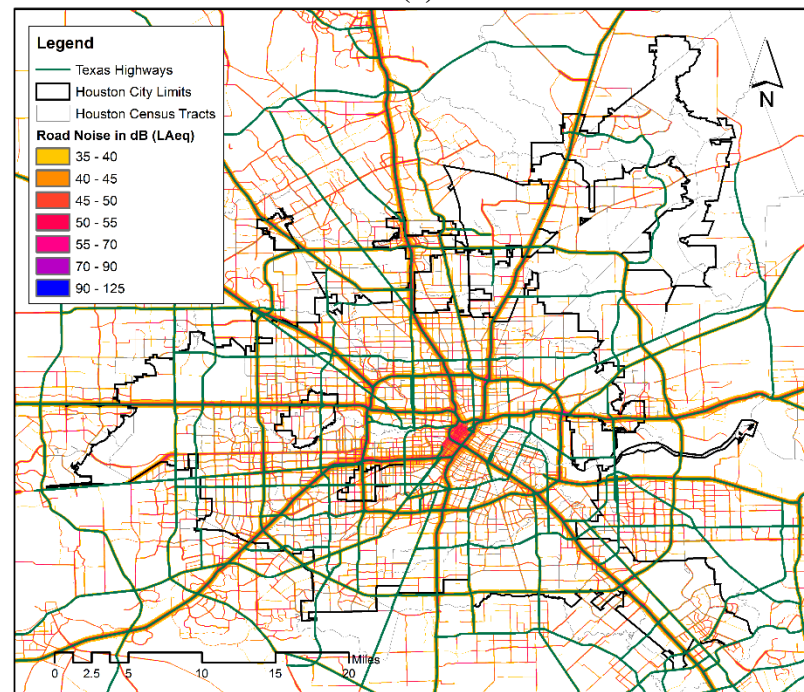 Legend
Texas Highways
Houston City Limits
Houston Census Tracts
Road Noise in dB (LAeq)
35 - 40
40 - 45
45 - 50
50 - 55
55 - 70
70 - 90
90 - 125
N
Miles
0 2.5 5 10 15 20